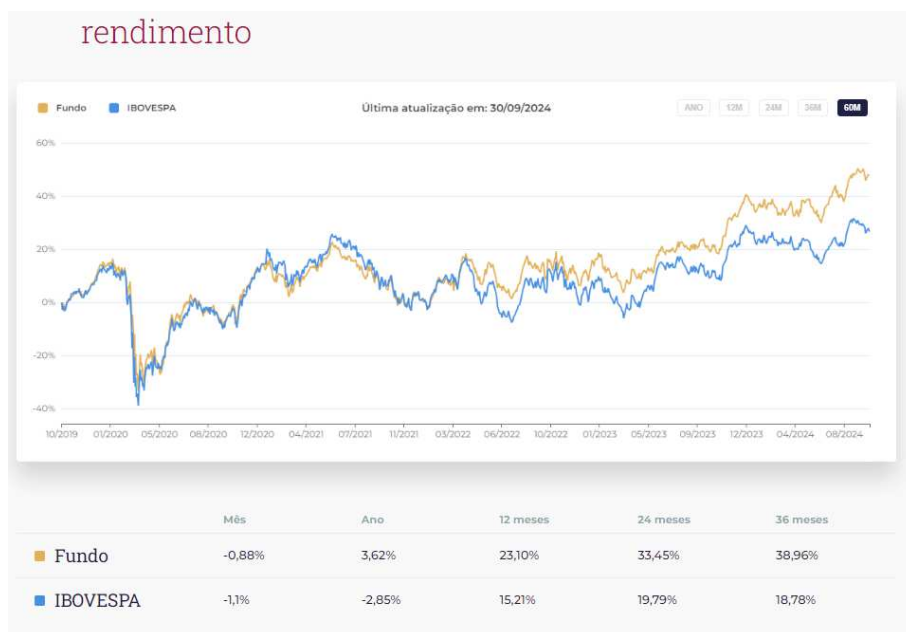 rendimento
Fundo IBOVESPA Última atualização em: 30/09/2024 ANO 12M 24M 36M 60M
60%
40%
20%
0%
-20%
-40%
10/2019 01/2020 05/2020 08/2020 12/2020 04/2021 07/2021 11/2021 03/2022 06/2022 10/2022 01/2023 05/2023 09/2023 12/2023 04/2024 08/2024
Mês Ano 12 meses 24 meses 36 meses
Fundo -0,88% 3,62% 23,10% 33,45% 38,96%
IBOVESPA -1,1% -2,85% 15,21% 19,79% 18,78%